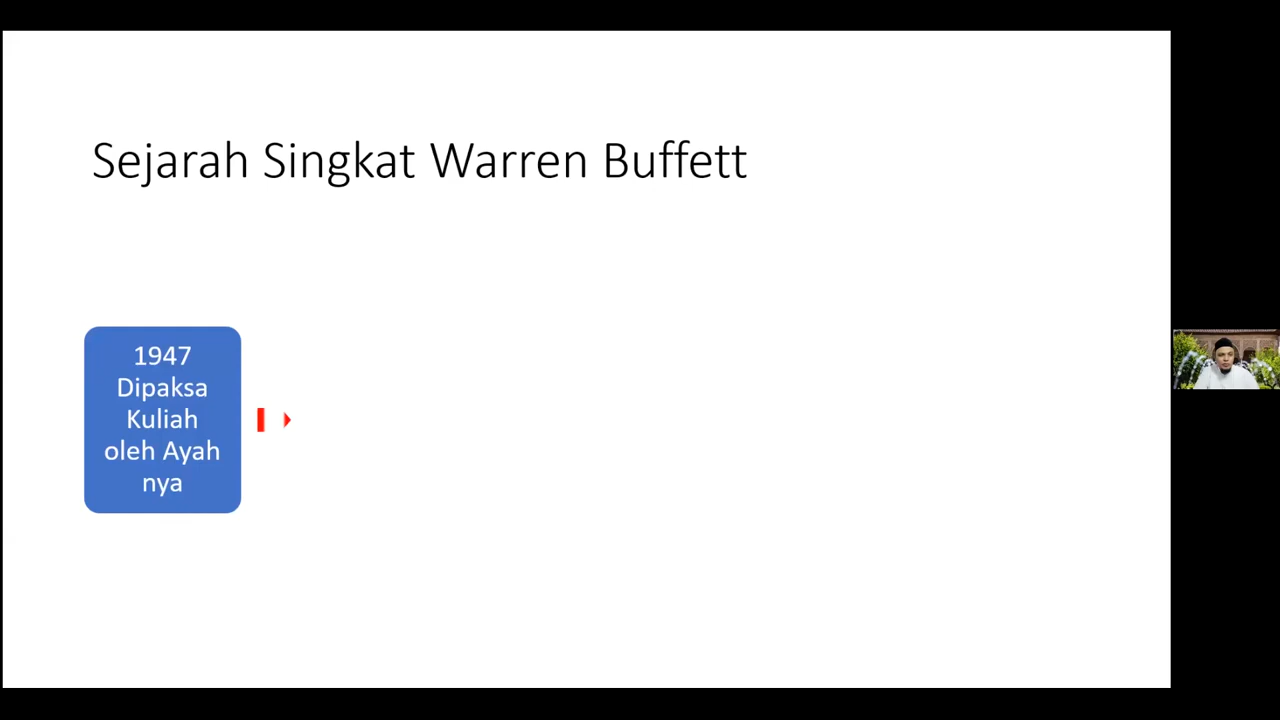 Sejarah Singkat Warren Buffett
1947
Dipaksa
Kuliah
oleh Ayah
nya